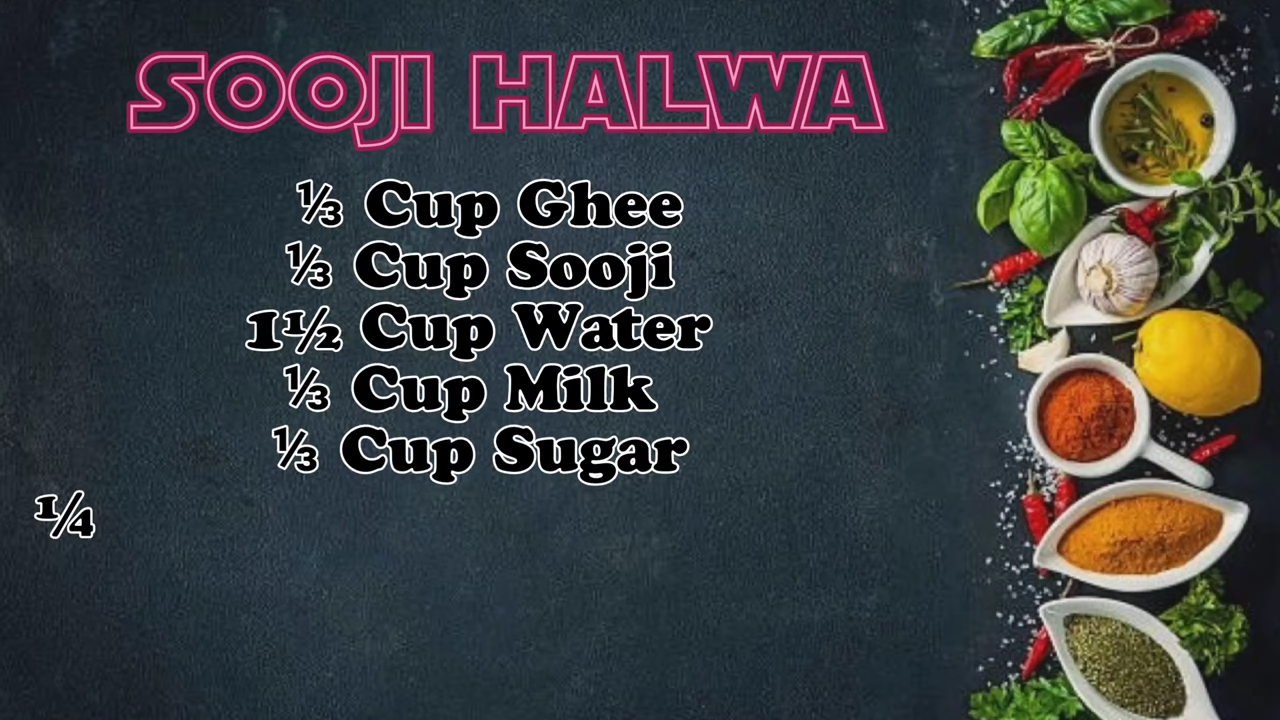 SOOJI HALWA
⅓ Cup Ghee
⅓ Cup Sooji
1½ Cup Water
⅓ Cup Milk
⅓ Cup Sugar
¼